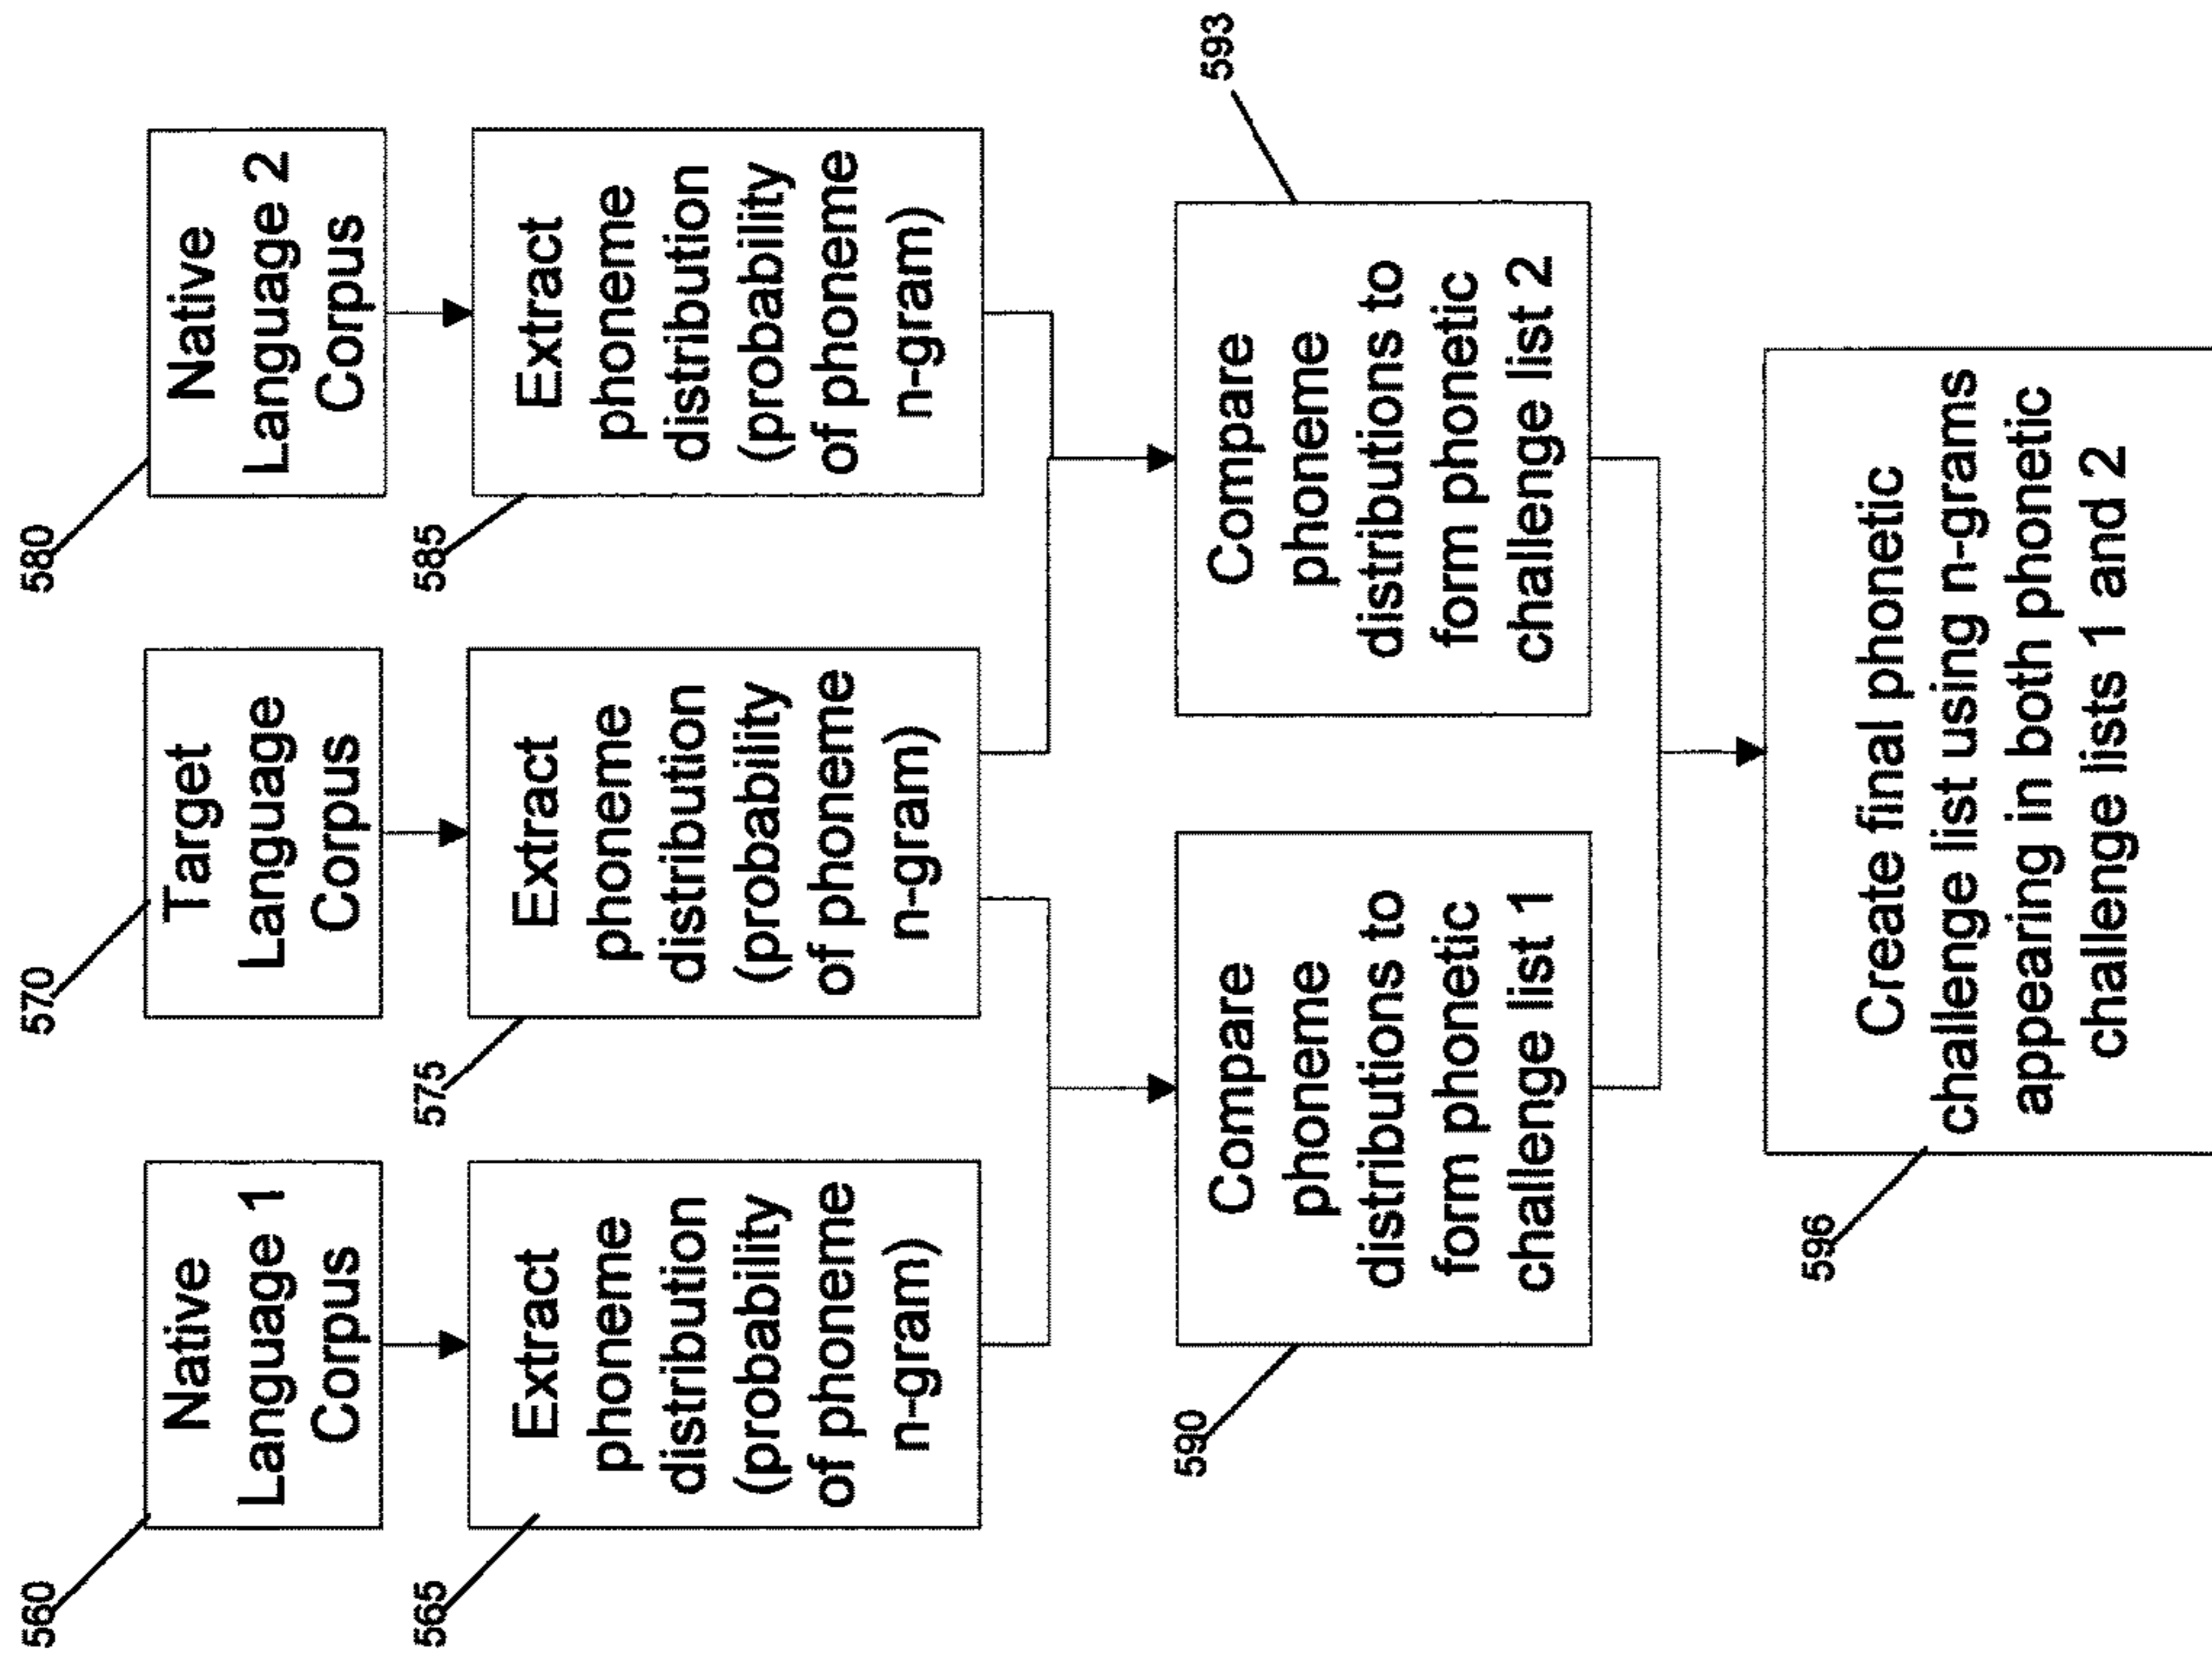 560
Native
Language 1
Corpus
570
Target
Language
Corpus
580
Native
Language 2
Corpus
565
Extract
phoneme
distribution
(probability
of phoneme
n-gram)
575
Extract
phoneme
distribution
(probability
of phoneme
n-gram)
585
Extract
phoneme
distribution
(probability
of phoneme
n-gram)
590
Compare
phoneme
distributions to
form phonetic
challenge list 1
593
Compare
phoneme
distributions to
form phonetic
challenge list 2
596
Create final phonetic
challenge list using n-grams
appearing in both phonetic
challenge lists 1 and 2